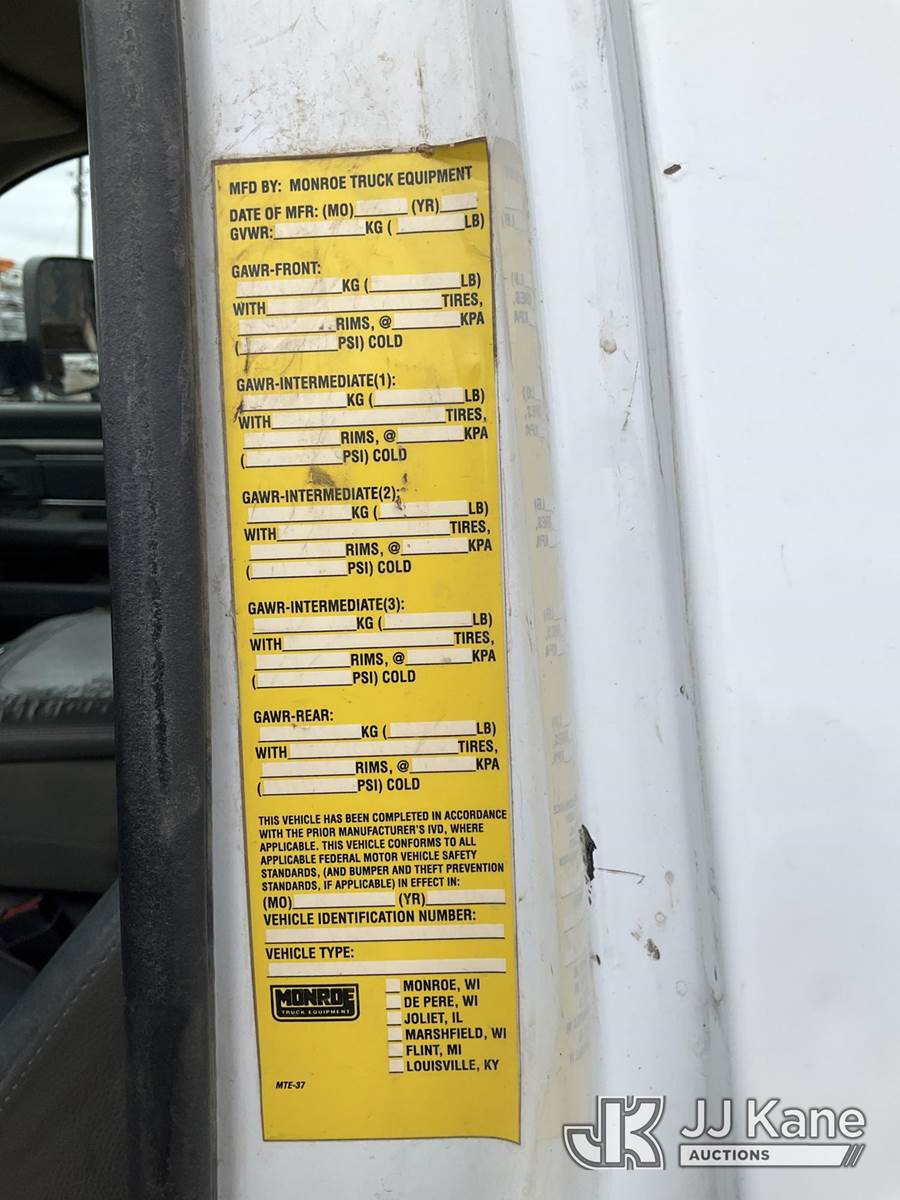 MFD BY: MONROE TRUCK EQUIPMENT
DATE OF MFR: (MO) (YR)
GVWR: KG ( LB)
GAWR-FRONT:
KG ( LB)
WITH TIRES,
RIMS, @ KPA
( PSI) COLD
GAWR-INTERMEDIATE(1):
KG ( LB)
WITH TIRES,
RIMS, @ KPA
( PSI) COLD
GAWR-INTERMEDIATE(2):
KG ( LB)
WITH TIRES,
RIMS, @ KPA
( PSI) COLD
GAWR-INTERMEDIATE(3):
KG ( LB)
WITH TIRES,
RIMS, @ KPA
( PSI) COLD
GAWR-REAR:
KG ( LB)
WITH TIRES,
RIMS, @ KPA
( PSI) COLD
THIS VEHICLE HAS BEEN COMPLETED IN ACCORDANCE
WITH THE PRIOR MANUFACTURER'S IVD, WHERE
APPLICABLE. THIS VEHICLE CONFORMS TO ALL
APPLICABLE FEDERAL MOTOR VEHICLE SAFETY
STANDARDS, (AND BUMPER AND THEFT PREVENTION
STANDARDS, IF APPLICABLE) IN EFFECT IN:
(MO) (YR)
VEHICLE IDENTIFICATION NUMBER:
VEHICLE TYPE:
MONROE
TRUCK EQUIPMENT
MONROE, WI
DE PERE, WI
JOLIET, IL
MARSHFIELD, WI
FLINT, MI
LOUISVILLE, KY
MTE-37
JK JJ Kane
AUCTIONS